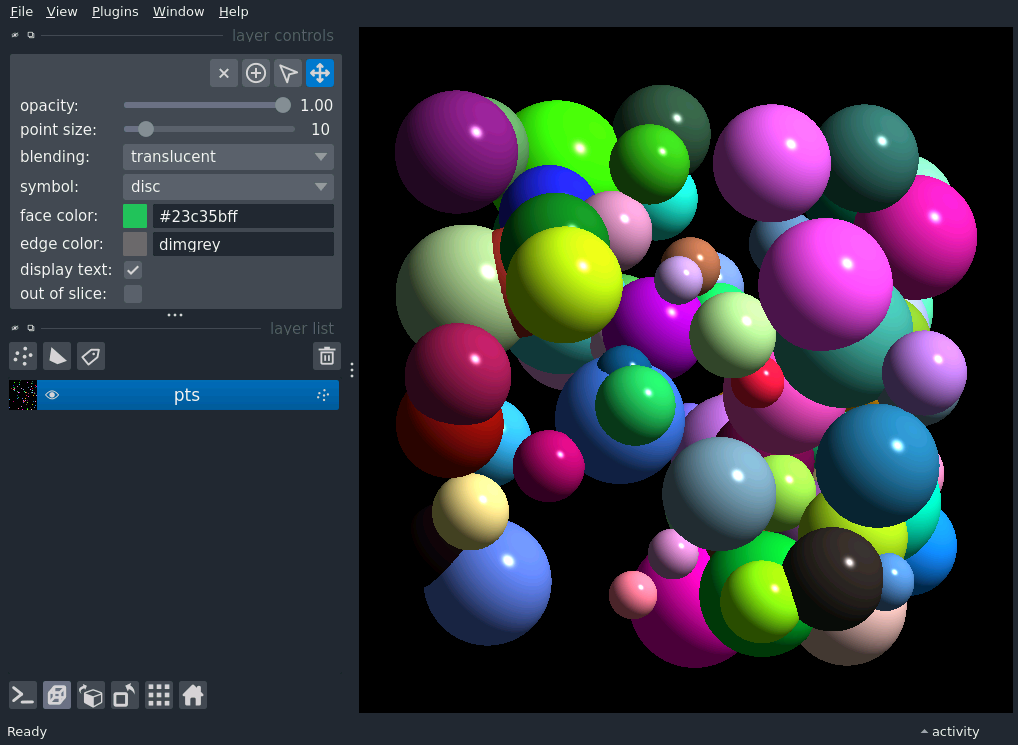 File View Plugins Window Help
layer controls
opacity: 1.00
point size: 10
blending: translucent
symbol: disc
face color: #23c35bff
edge color: dimgrey
display text:
out of slice:
layer list
pts
Ready
activity